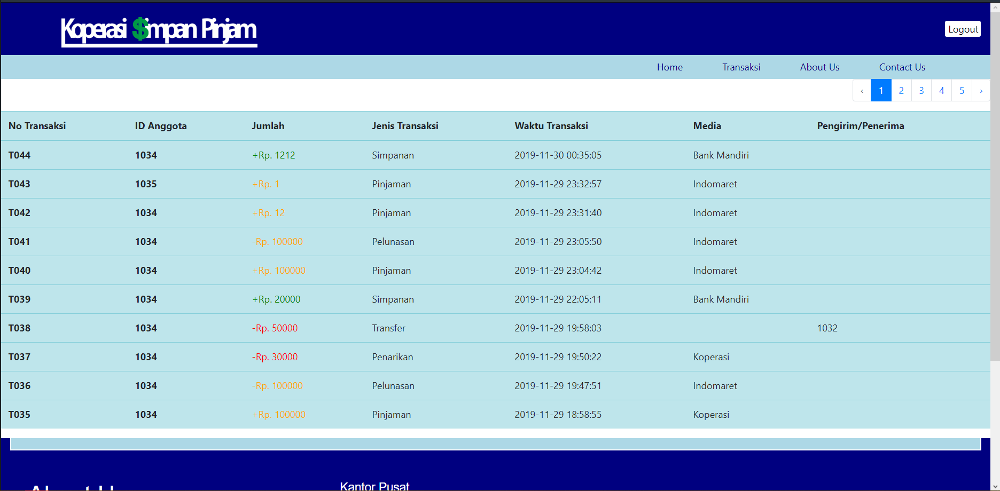 Koperasi $impan Pinjam
Logout
Home Transaksi About Us Contact Us
‹ 1 2 3 4 5 ›
No Transaksi ID Anggota Jumlah Jenis Transaksi Waktu Transaksi Media Pengirim/Penerima
T044 1034 +Rp. 1212 Simpanan 2019-11-30 00:35:05 Bank Mandiri
T043 1035 +Rp. 1 Pinjaman 2019-11-29 23:32:57 Indomaret
T042 1034 +Rp. 12 Pinjaman 2019-11-29 23:31:40 Indomaret
T041 1034 -Rp. 100000 Pelunasan 2019-11-29 23:05:50 Indomaret
T040 1034 +Rp. 100000 Pinjaman 2019-11-29 23:04:42 Indomaret
T039 1034 +Rp. 20000 Simpanan 2019-11-29 22:05:11 Bank Mandiri
T038 1034 -Rp. 50000 Transfer 2019-11-29 19:58:03 1032
T037 1034 -Rp. 30000 Penarikan 2019-11-29 19:50:22 Koperasi
T036 1034 -Rp. 100000 Pelunasan 2019-11-29 19:47:51 Indomaret
T035 1034 +Rp. 100000 Pinjaman 2019-11-29 18:58:55 Koperasi
Kantor Pusat